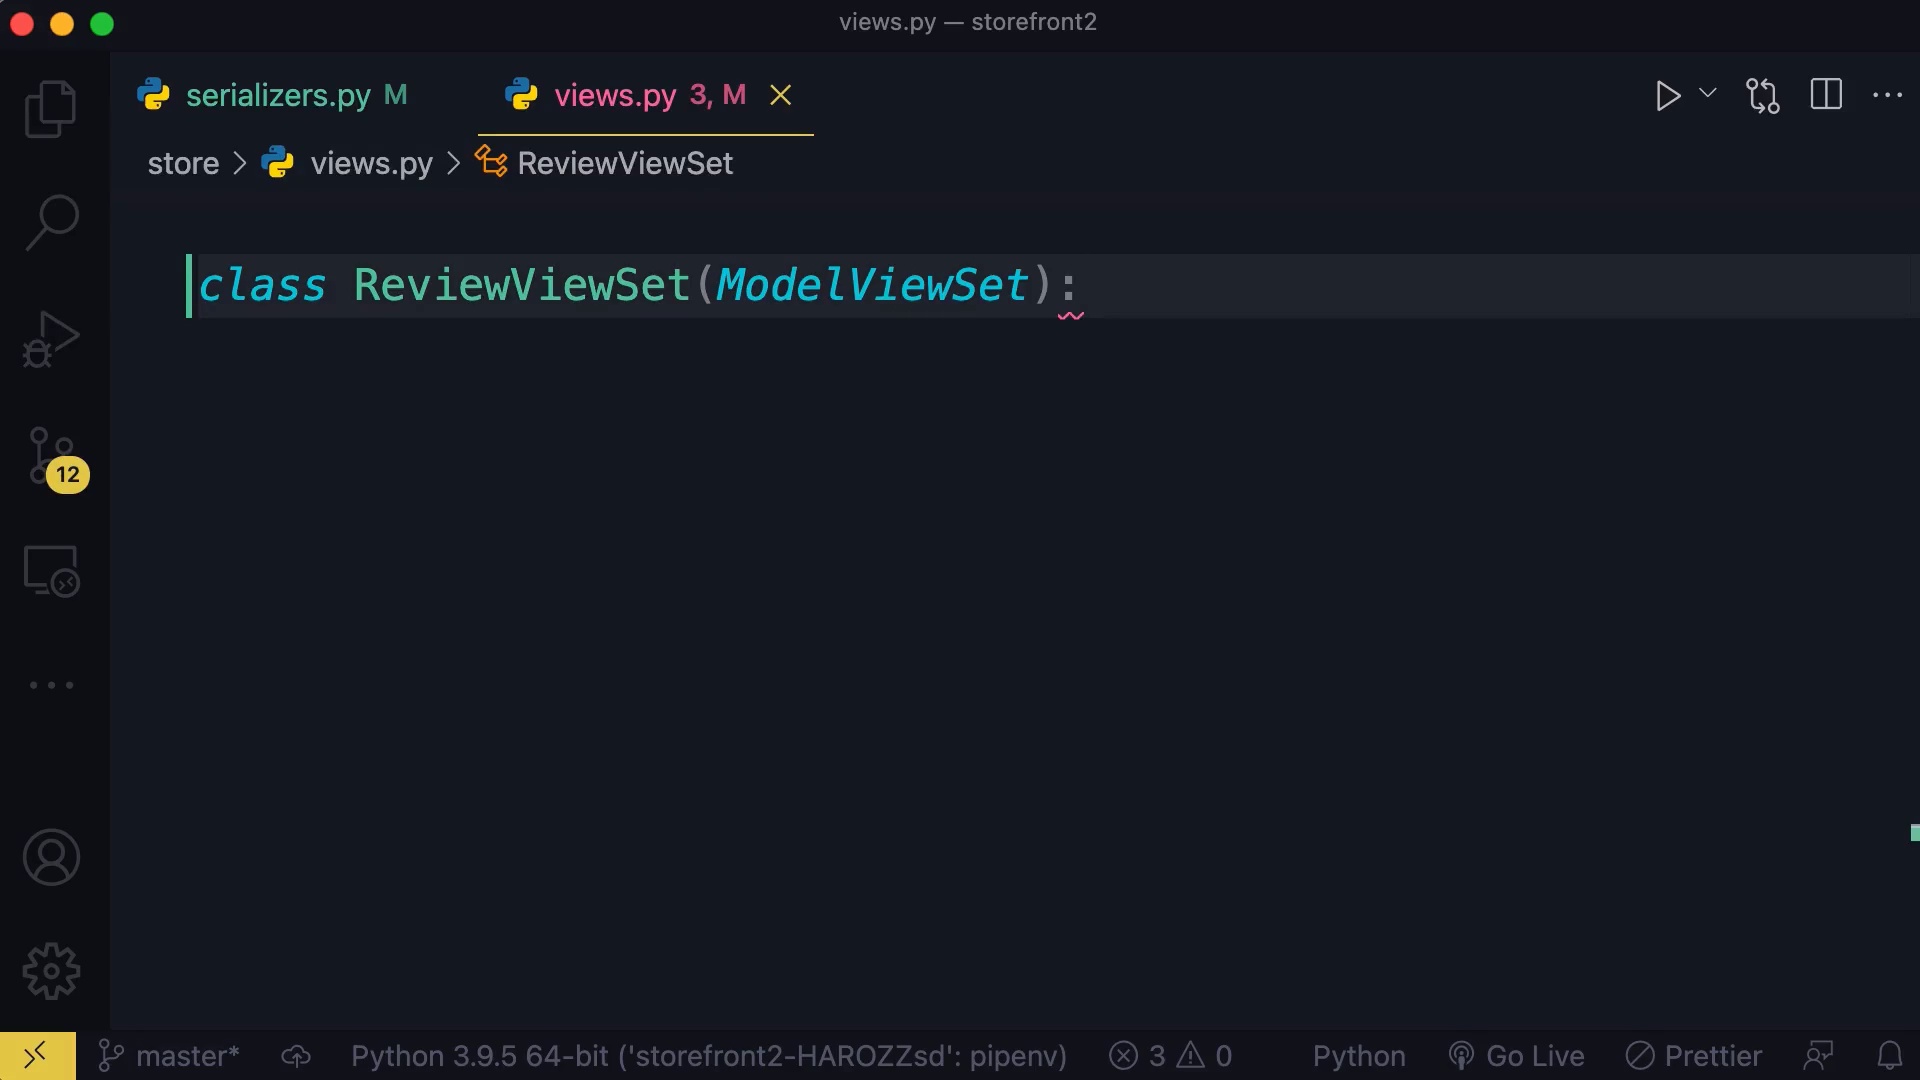 views.py — storefront2
serializers.py M
views.py 3, M
store > views.py > ReviewViewSet
class ReviewViewSet(ModelViewSet):
12
master*
Python 3.9.5 64-bit ('storefront2-HAROZZsd': pipenv)
3 0
Python
Go Live
Prettier